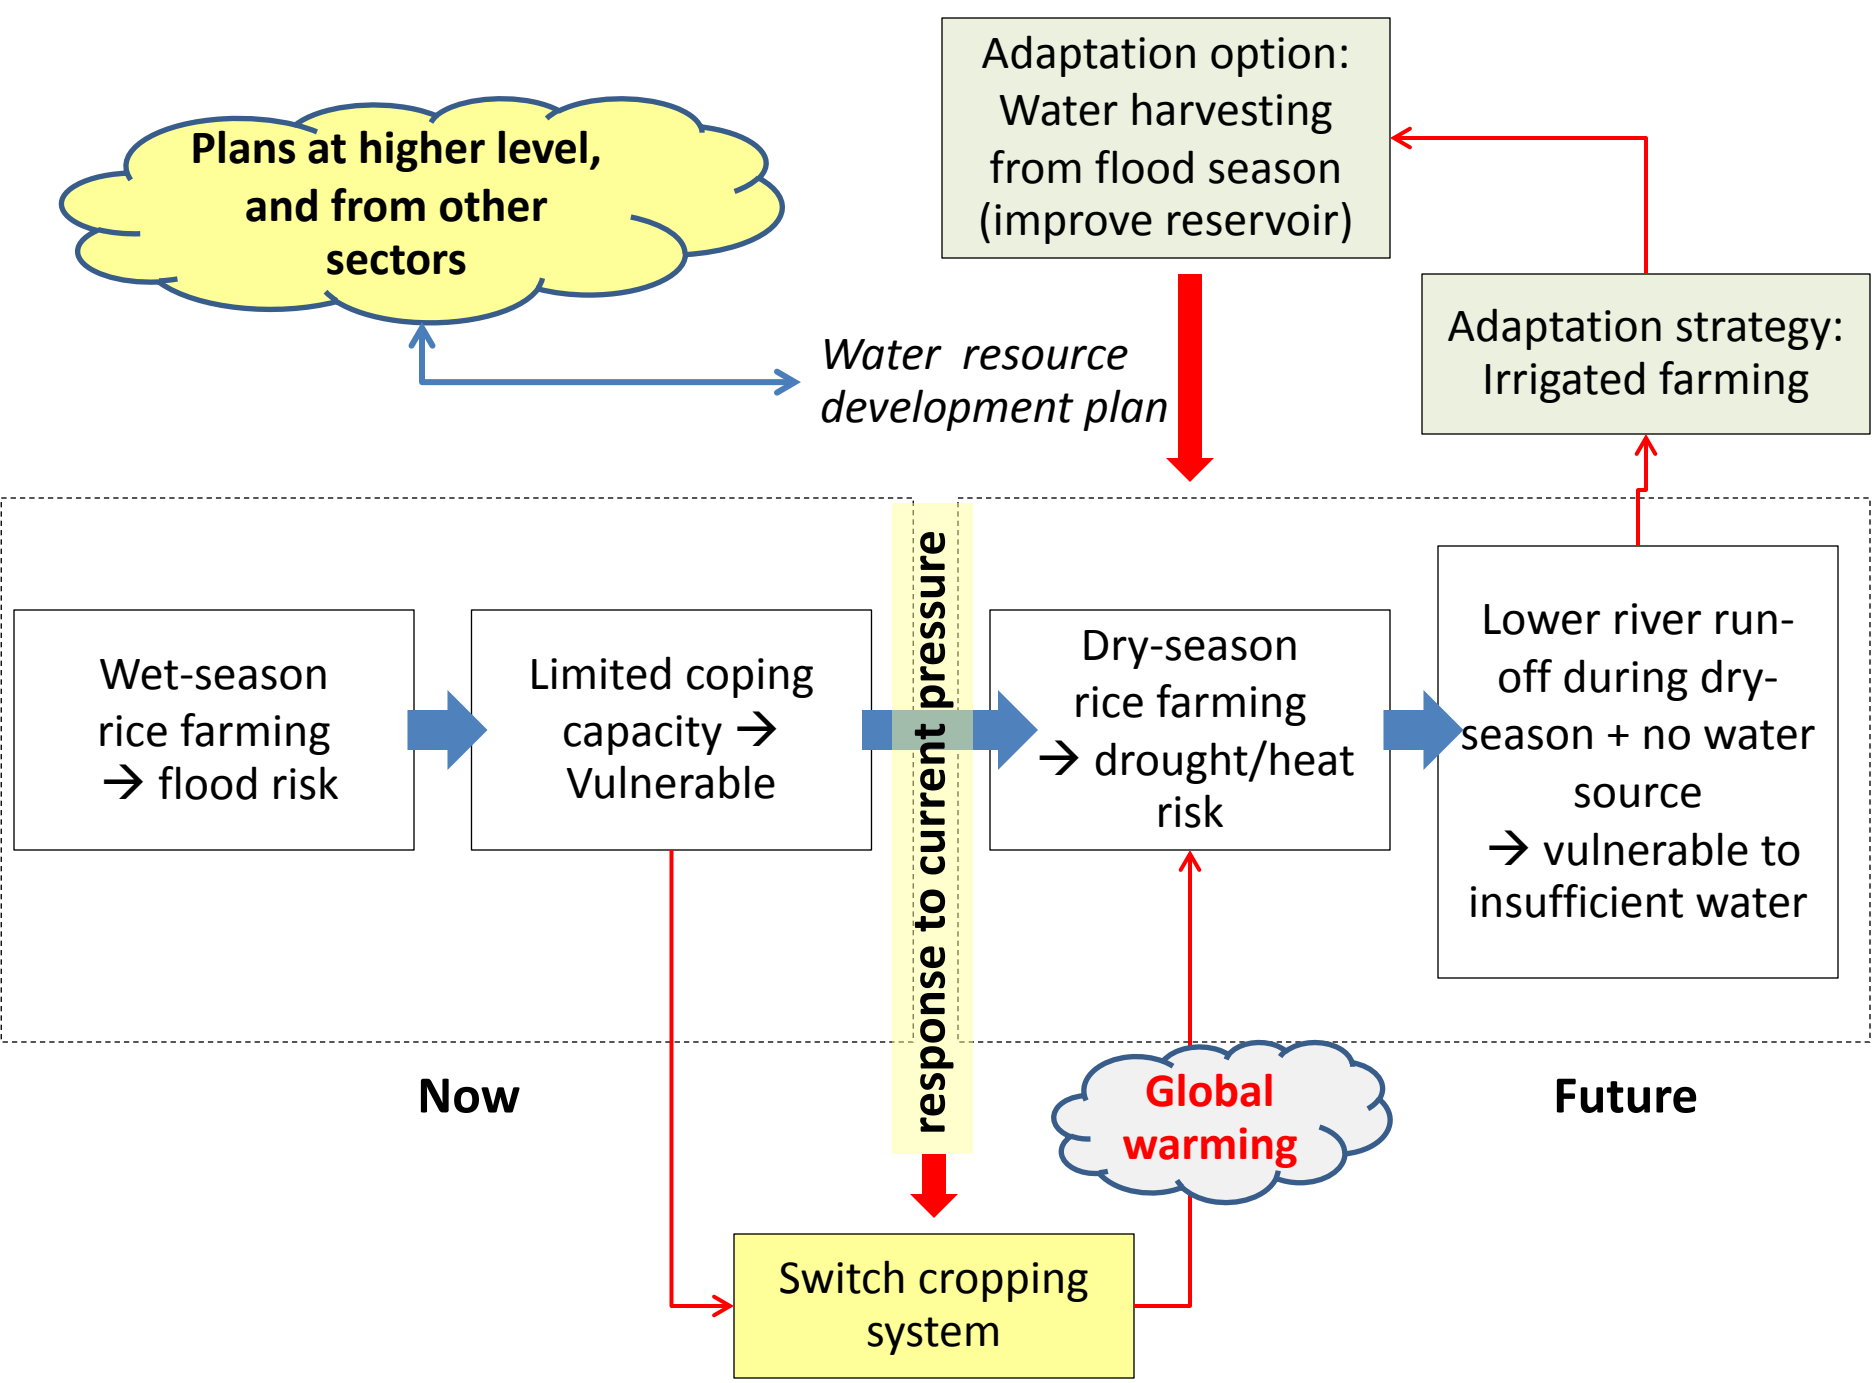 Adaptation option:
Water harvesting
from flood season
(improve reservoir)
Plans at higher level,
and from other
sectors
Adaptation strategy:
Irrigated farming
Water resource
development plan
Wet-season
rice farming
→ flood risk
Limited coping
capacity →
Vulnerable
response to current pressure
Dry-season
rice farming
→ drought/heat
risk
Lower river run-
off during dry-
season + no water
source
→ vulnerable to
insufficient water
Now
Global
warming
Future
Switch cropping
system